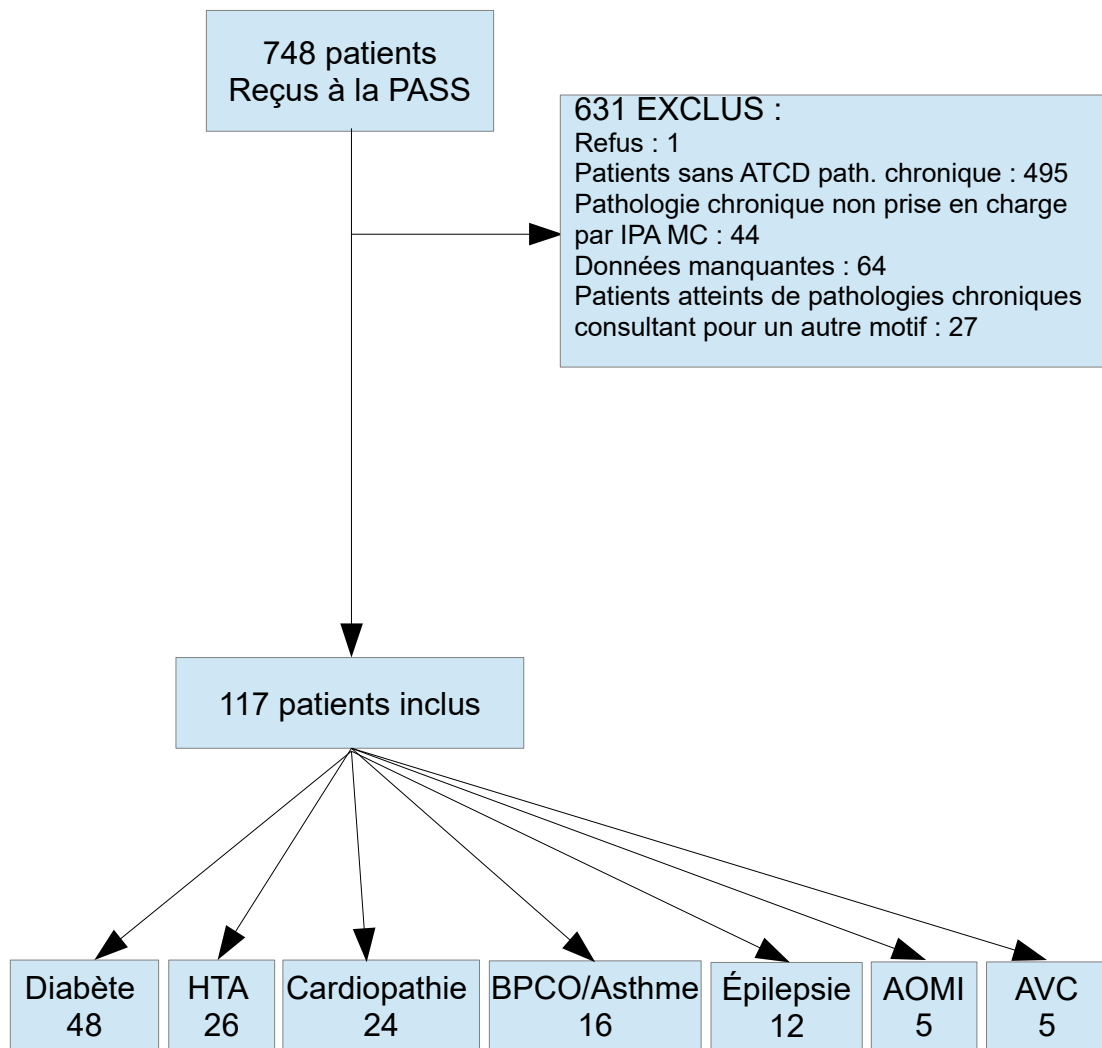 748 patients
Reçus à la PASS
631 EXCLUS :
Refus : 1
Patients sans ATCD path. chronique : 495
Pathologie chronique non prise en charge
par IPA MC : 44
Données manquantes : 64
Patients atteints de pathologies chroniques
consultant pour un autre motif : 27
117 patients inclus
Diabète
48
HTA
26
Cardiopathie
24
BPCO/Asthme
16
Épilepsie
12
AOMI
5
AVC
5